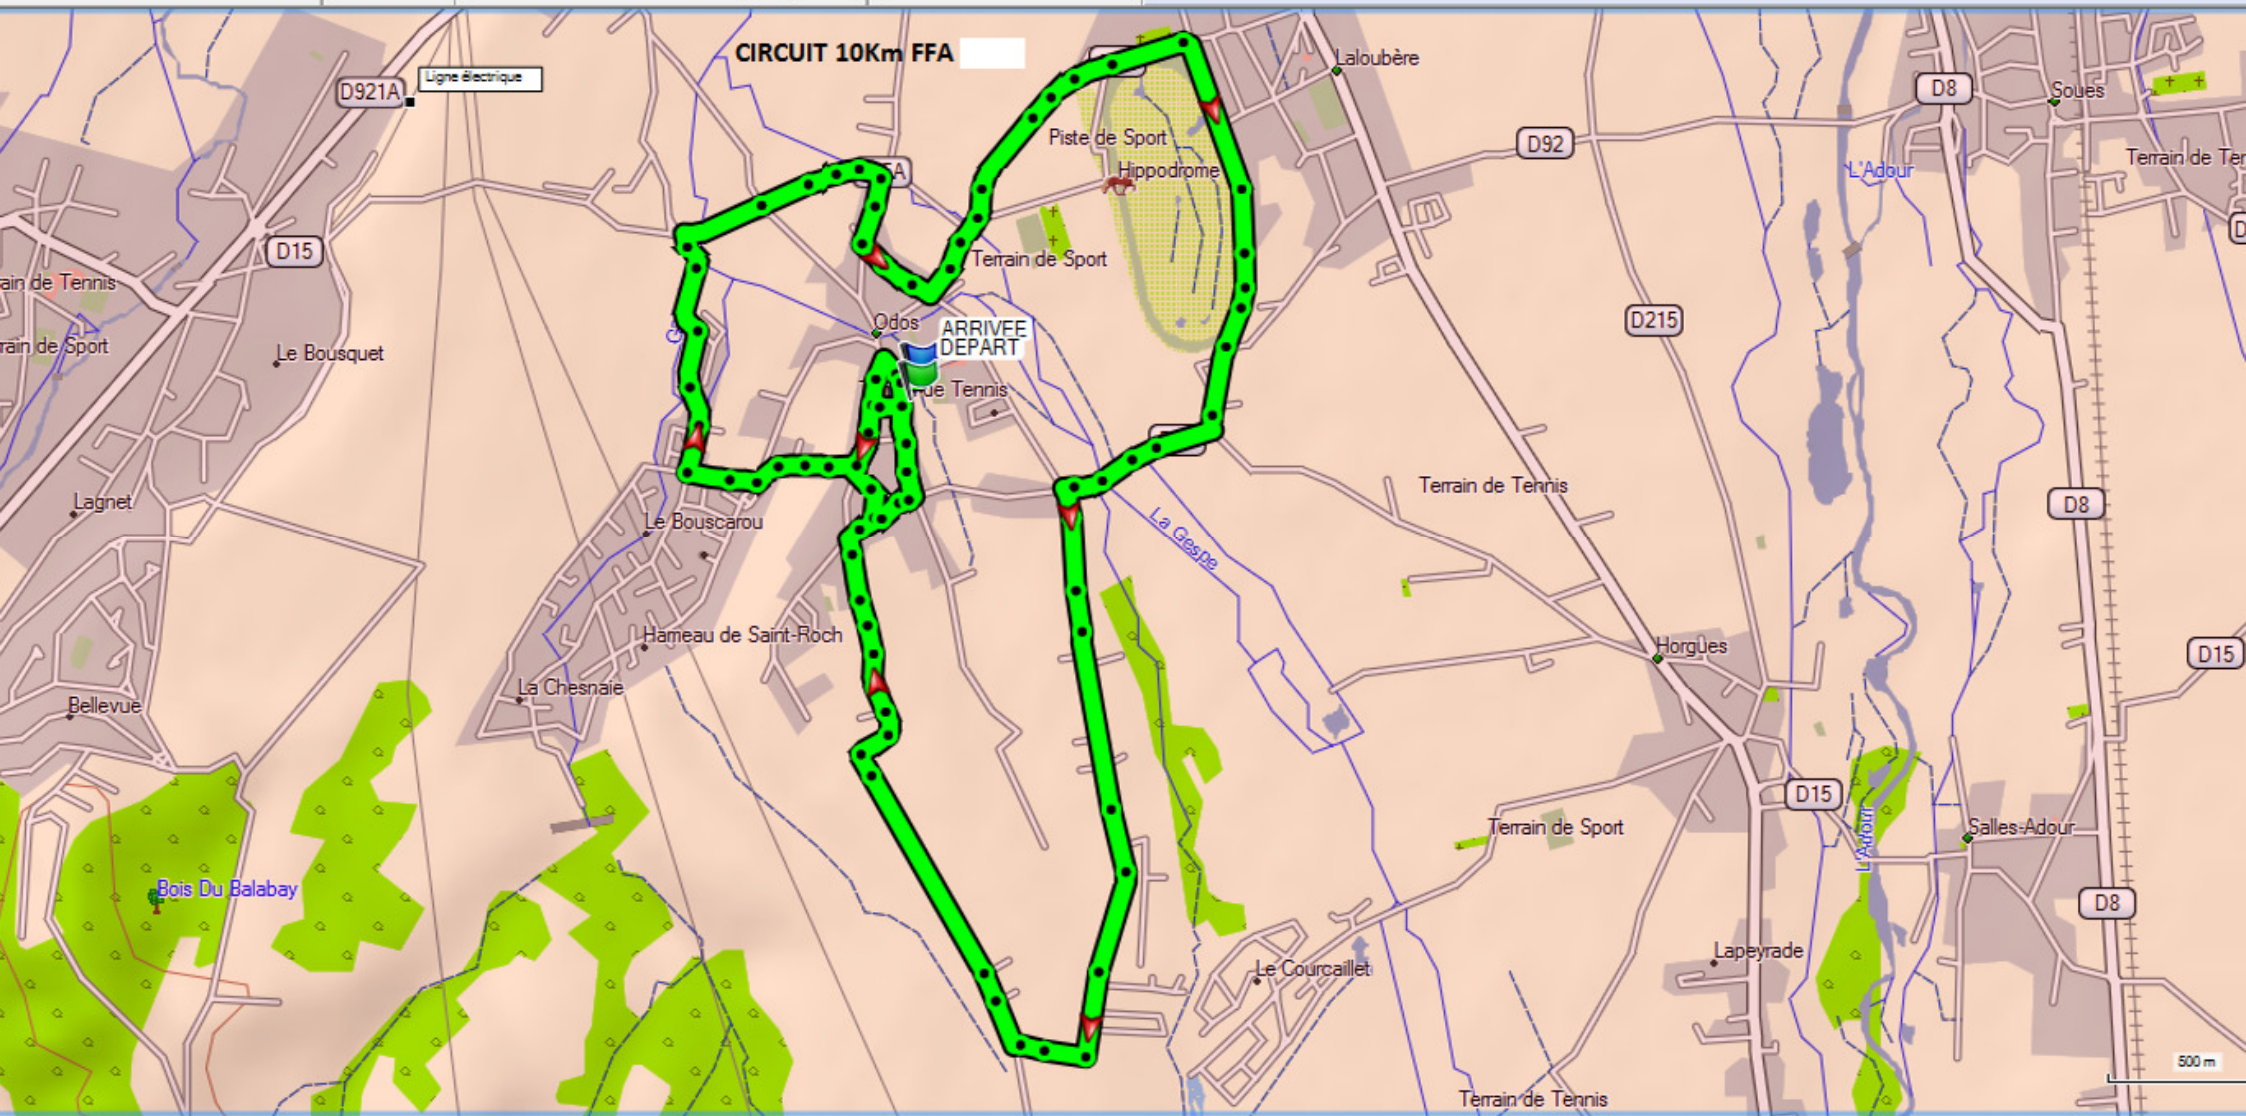 CIRCUIT 10Km FFA
Ligne électrique
D921A
Laloubère
D8
Soues
Piste de Sport
D92
Terrain de Ter
Hippodrome
L'Adour
5A
D15
Terrain de Sport
ain de Tennis
Odos
ARRIVEE
DEPART
D215
rain de Sport
Le Bousquet
ue Tennis
Lagnet
Terrain de Tennis
D8
Le Bouscarou
La Gespe
Hameau de Saint-Roch
Horgues
D15
La Chesnaie
Bellevue
D15
Terrain de Sport
Salles-Adour
L'Adour
Bois Du Balabay
D8
Lapeyrade
Le Courcaillet
500 m
Terrain de Tennis